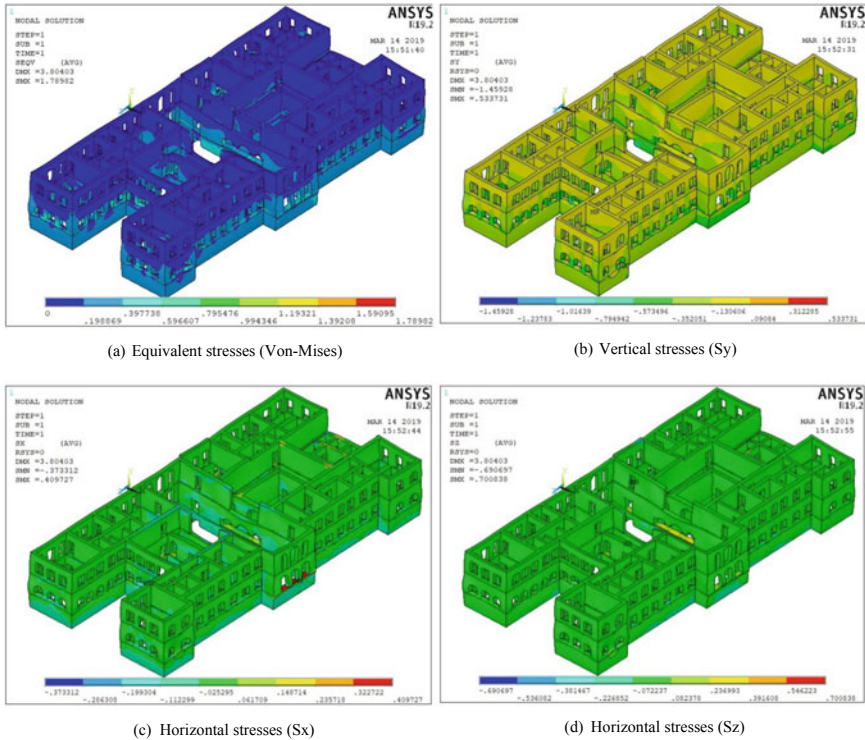 1
NODAL SOLUTION
STEP=1
SUB =1
TIME=1
SEQV (AVG)
DMX =3.80403
SMX =1.78982
ANSYS
R19.2
MAR 14 2019
15:51:40
0 .397738 .795476 1.19321 1.59095
.198869 .596607 .994346 1.39208 1.78982
(a) Equivalent stresses (Von-Mises)
1
NODAL SOLUTION
STEP=1
SUB =1
TIME=1
SY (AVG)
RSYS=0
DMX =3.80403
SMN =-1.45928
SMX =.533731
ANSYS
R19.2
MAR 14 2019
15:52:31
-1.45928 -1.01639 -.573496 -.130606 .312285
-1.23783 -.794942 -.352051 .09084 .533731
(b) Vertical stresses (Sy)
1
NODAL SOLUTION
STEP=1
SUB =1
TIME=1
SX (AVG)
RSYS=0
DMX =3.80403
SMN =-.373312
SMX =.409727
ANSYS
R19.2
MAR 14 2019
15:52:44
-.373312 -.199304 -.025295 .148714 .322722
-.286308 -.112299 .061709 .235718 .409727
(c) Horizontal stresses (Sx)
1
NODAL SOLUTION
STEP=1
SUB =1
TIME=1
SZ (AVG)
RSYS=0
DMX =3.80403
SMN =-.690697
SMX =.700838
ANSYS
R19.2
MAR 14 2019
15:52:55
-.690697 -.381467 -.072237 .236993 .546223
-.536082 -.226852 .082378 .391608 .700838
(d) Horizontal stresses (Sz)